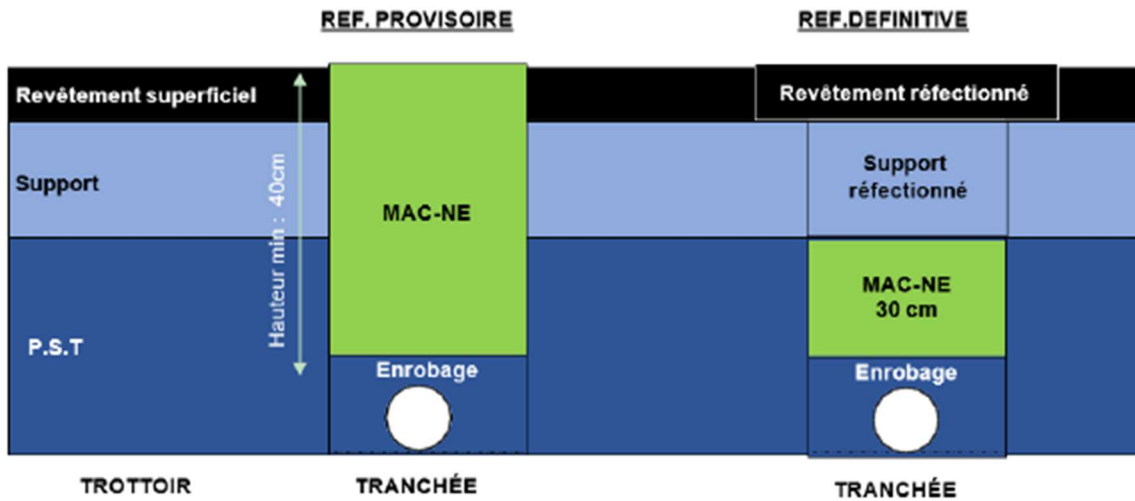 REF. PROVISOIRE
REF.DEFINITIVE
Revêtement superficiel
Revêtement réfectionné
Support
Hauteur min : 40cm
MAC-NE
Support
réfectionné
P.S.T
MAC-NE
30 cm
Enrobage
Enrobage
TROTTOIR
TRANCHÉE
TRANCHÉE